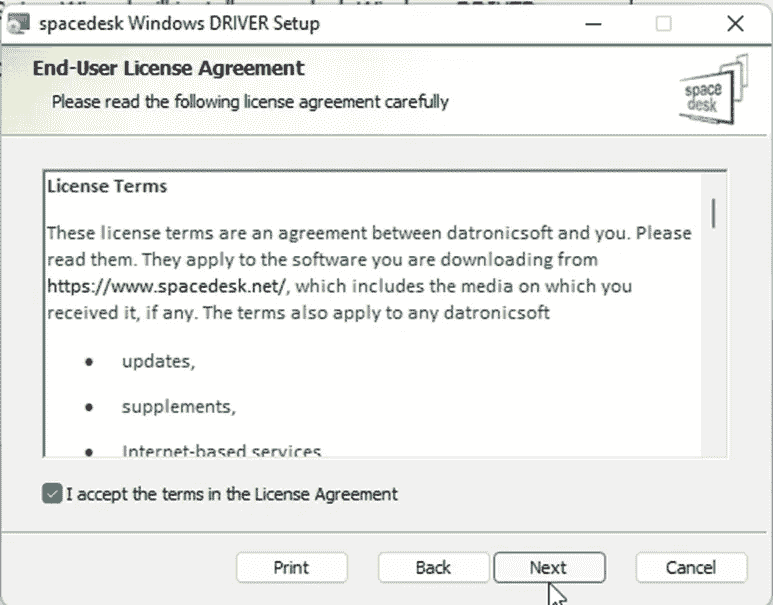 spacedesk Windows DRIVER Setup
End-User License Agreement
Please read the following license agreement carefully
space
desk
License Terms
These license terms are an agreement between datronicsoft and you. Please
read them. They apply to the software you are downloading from
https://www.spacedesk.net/, which includes the media on which you
received it, if any. The terms also apply to any datronicsoft
• updates,
• supplements,
• Internet-based services
I accept the terms in the License Agreement
Print Back Next Cancel